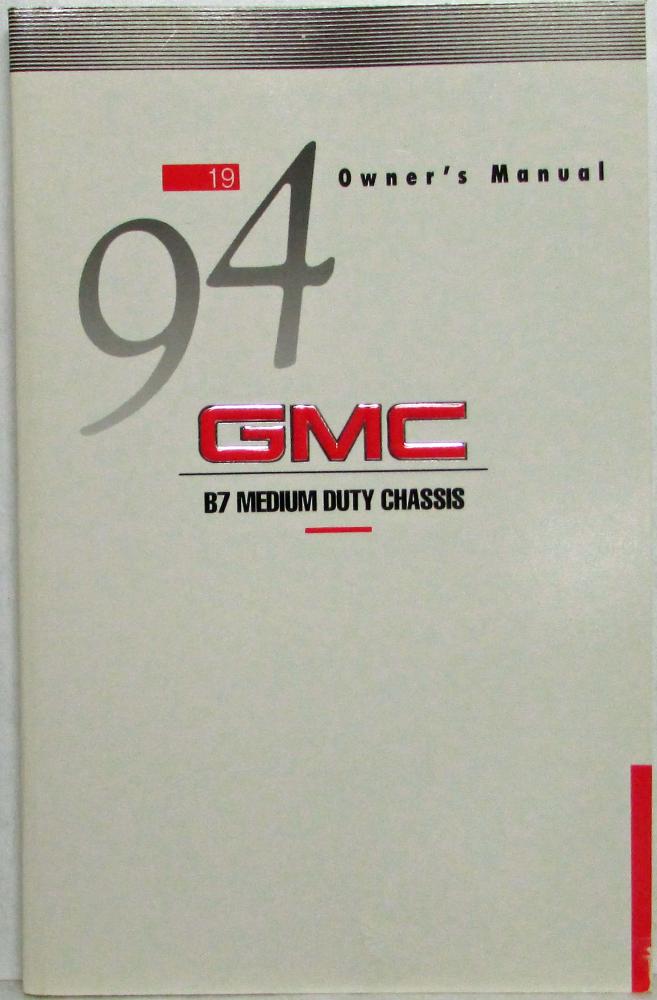 19 Owner's Manual
94
GMC
B7 MEDIUM DUTY CHASSIS